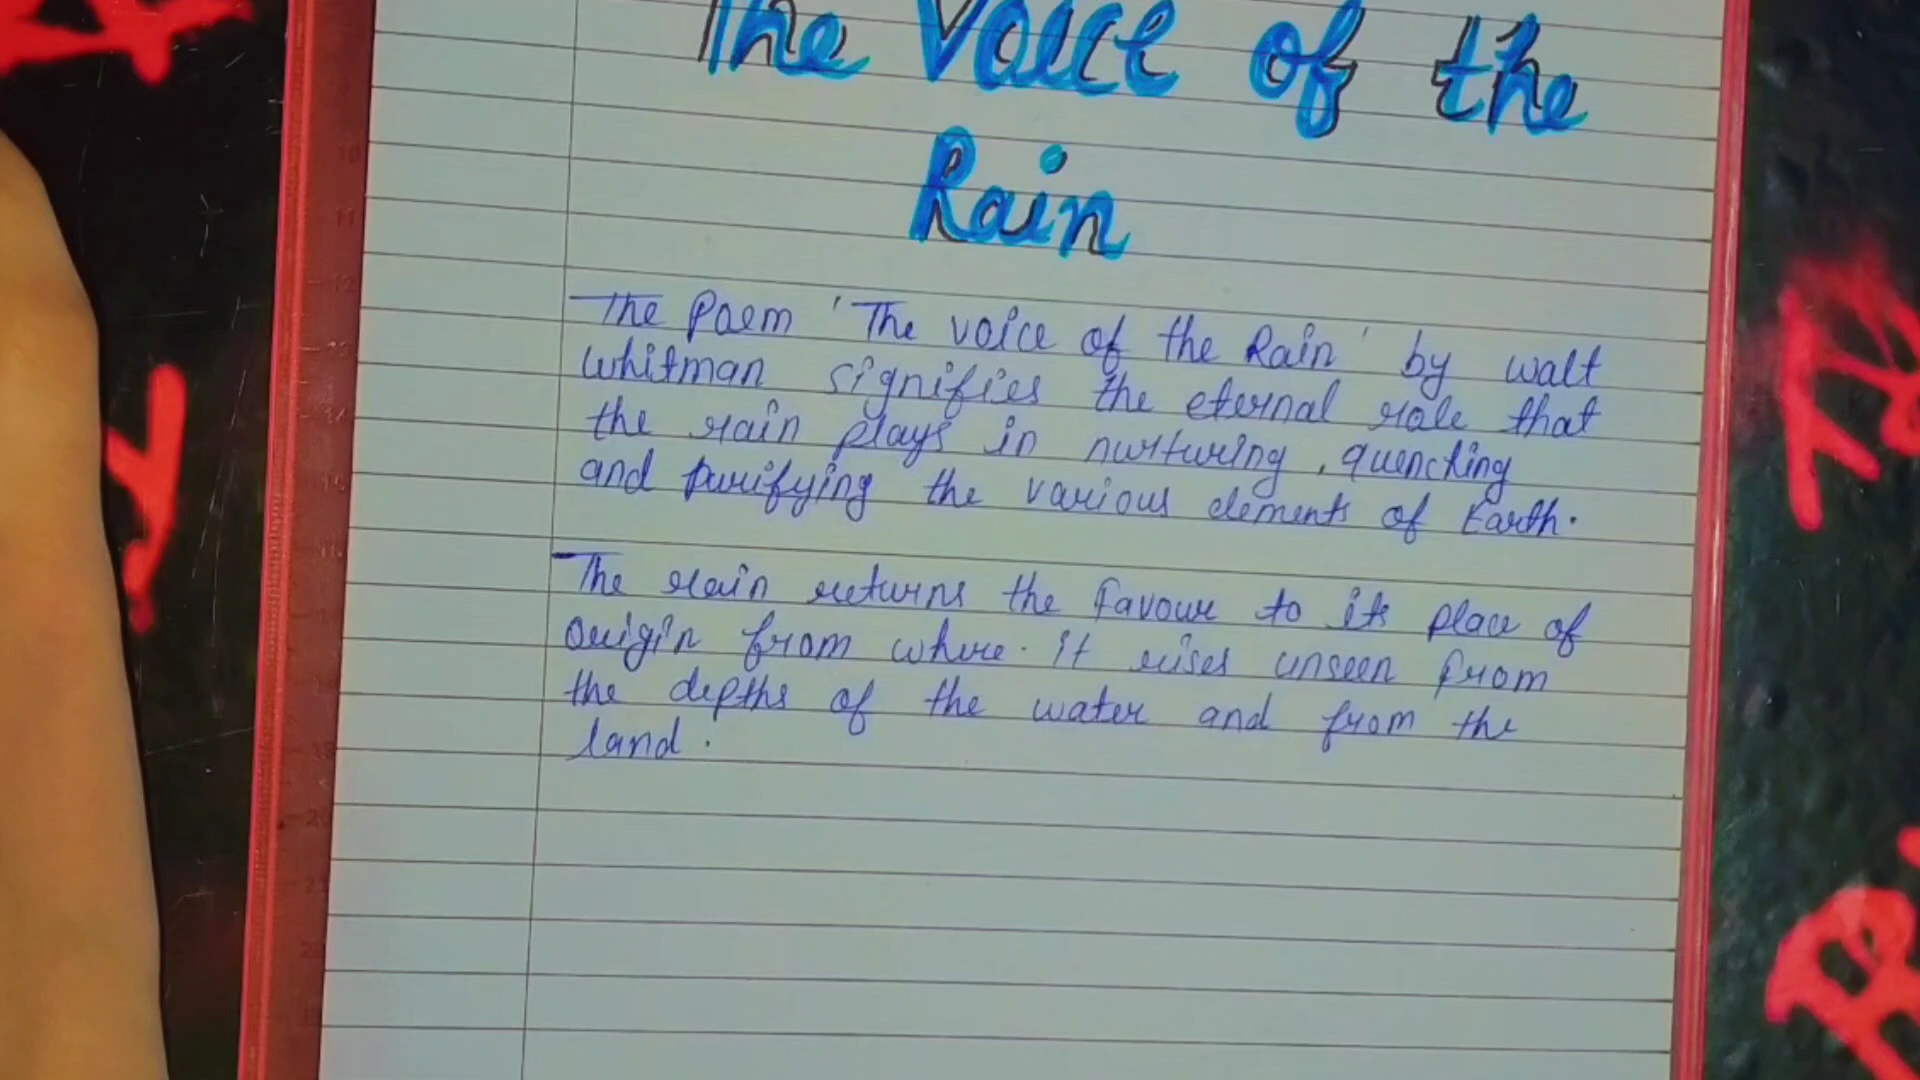 The Voice of the
Rain
The Poem 'The voice of the Rain' by walt
whitman signifies the eternal role that
the rain plays in nurturing, quencking
and purifying the various elements of Earth.
The rain returns the favour to its place of
origin from where. it rises unseen from
the depths of the water and from the
land.